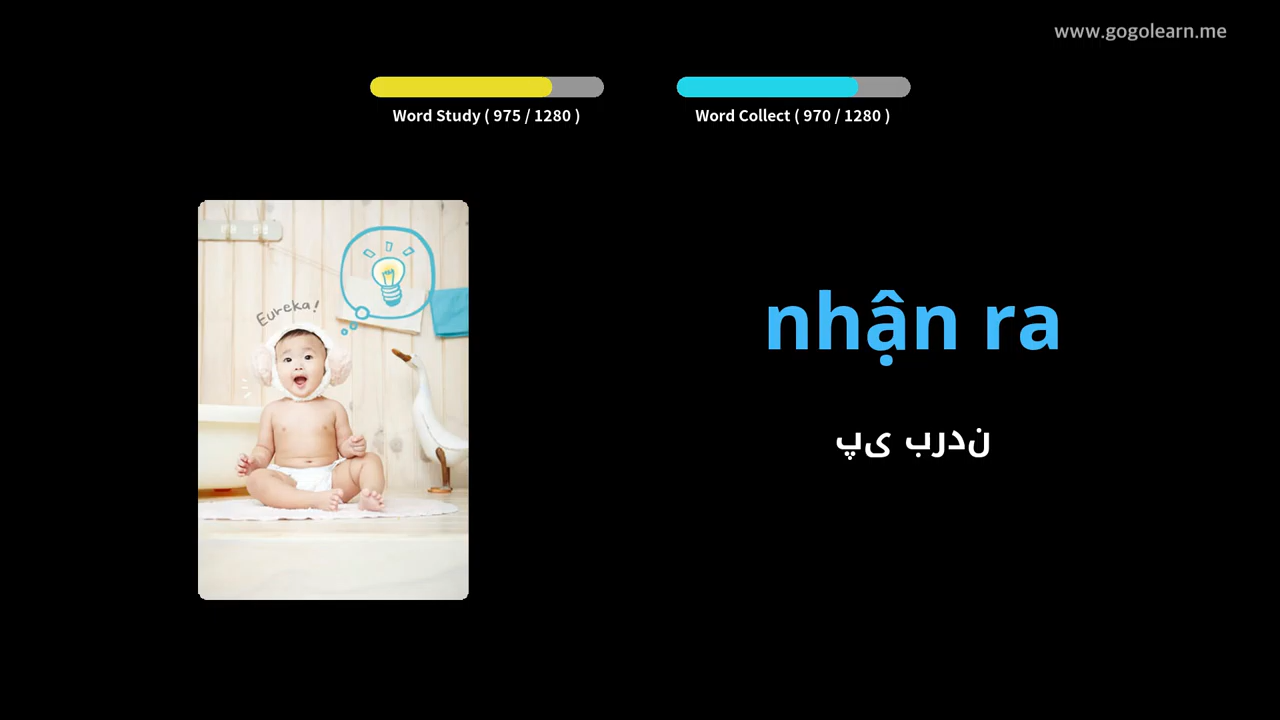 www.gogolearn.me
Word Study ( 975 / 1280 )
Word Collect ( 970 / 1280 )
Eureka!
nhận ra
پی بردن